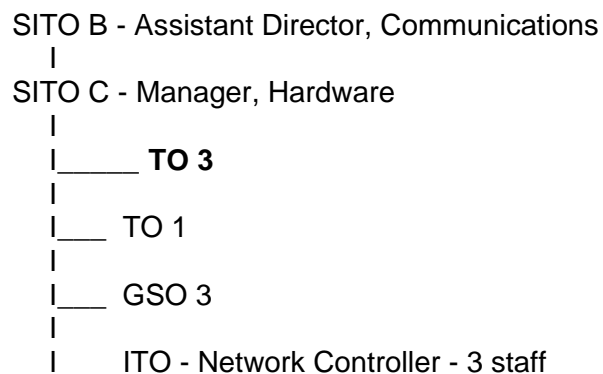 SITO B - Assistant Director, Communications
I
SITO C - Manager, Hardware
I
I_____ TO 3
I
I___ TO 1
I
I___ GSO 3
I
I ITO - Network Controller - 3 staff